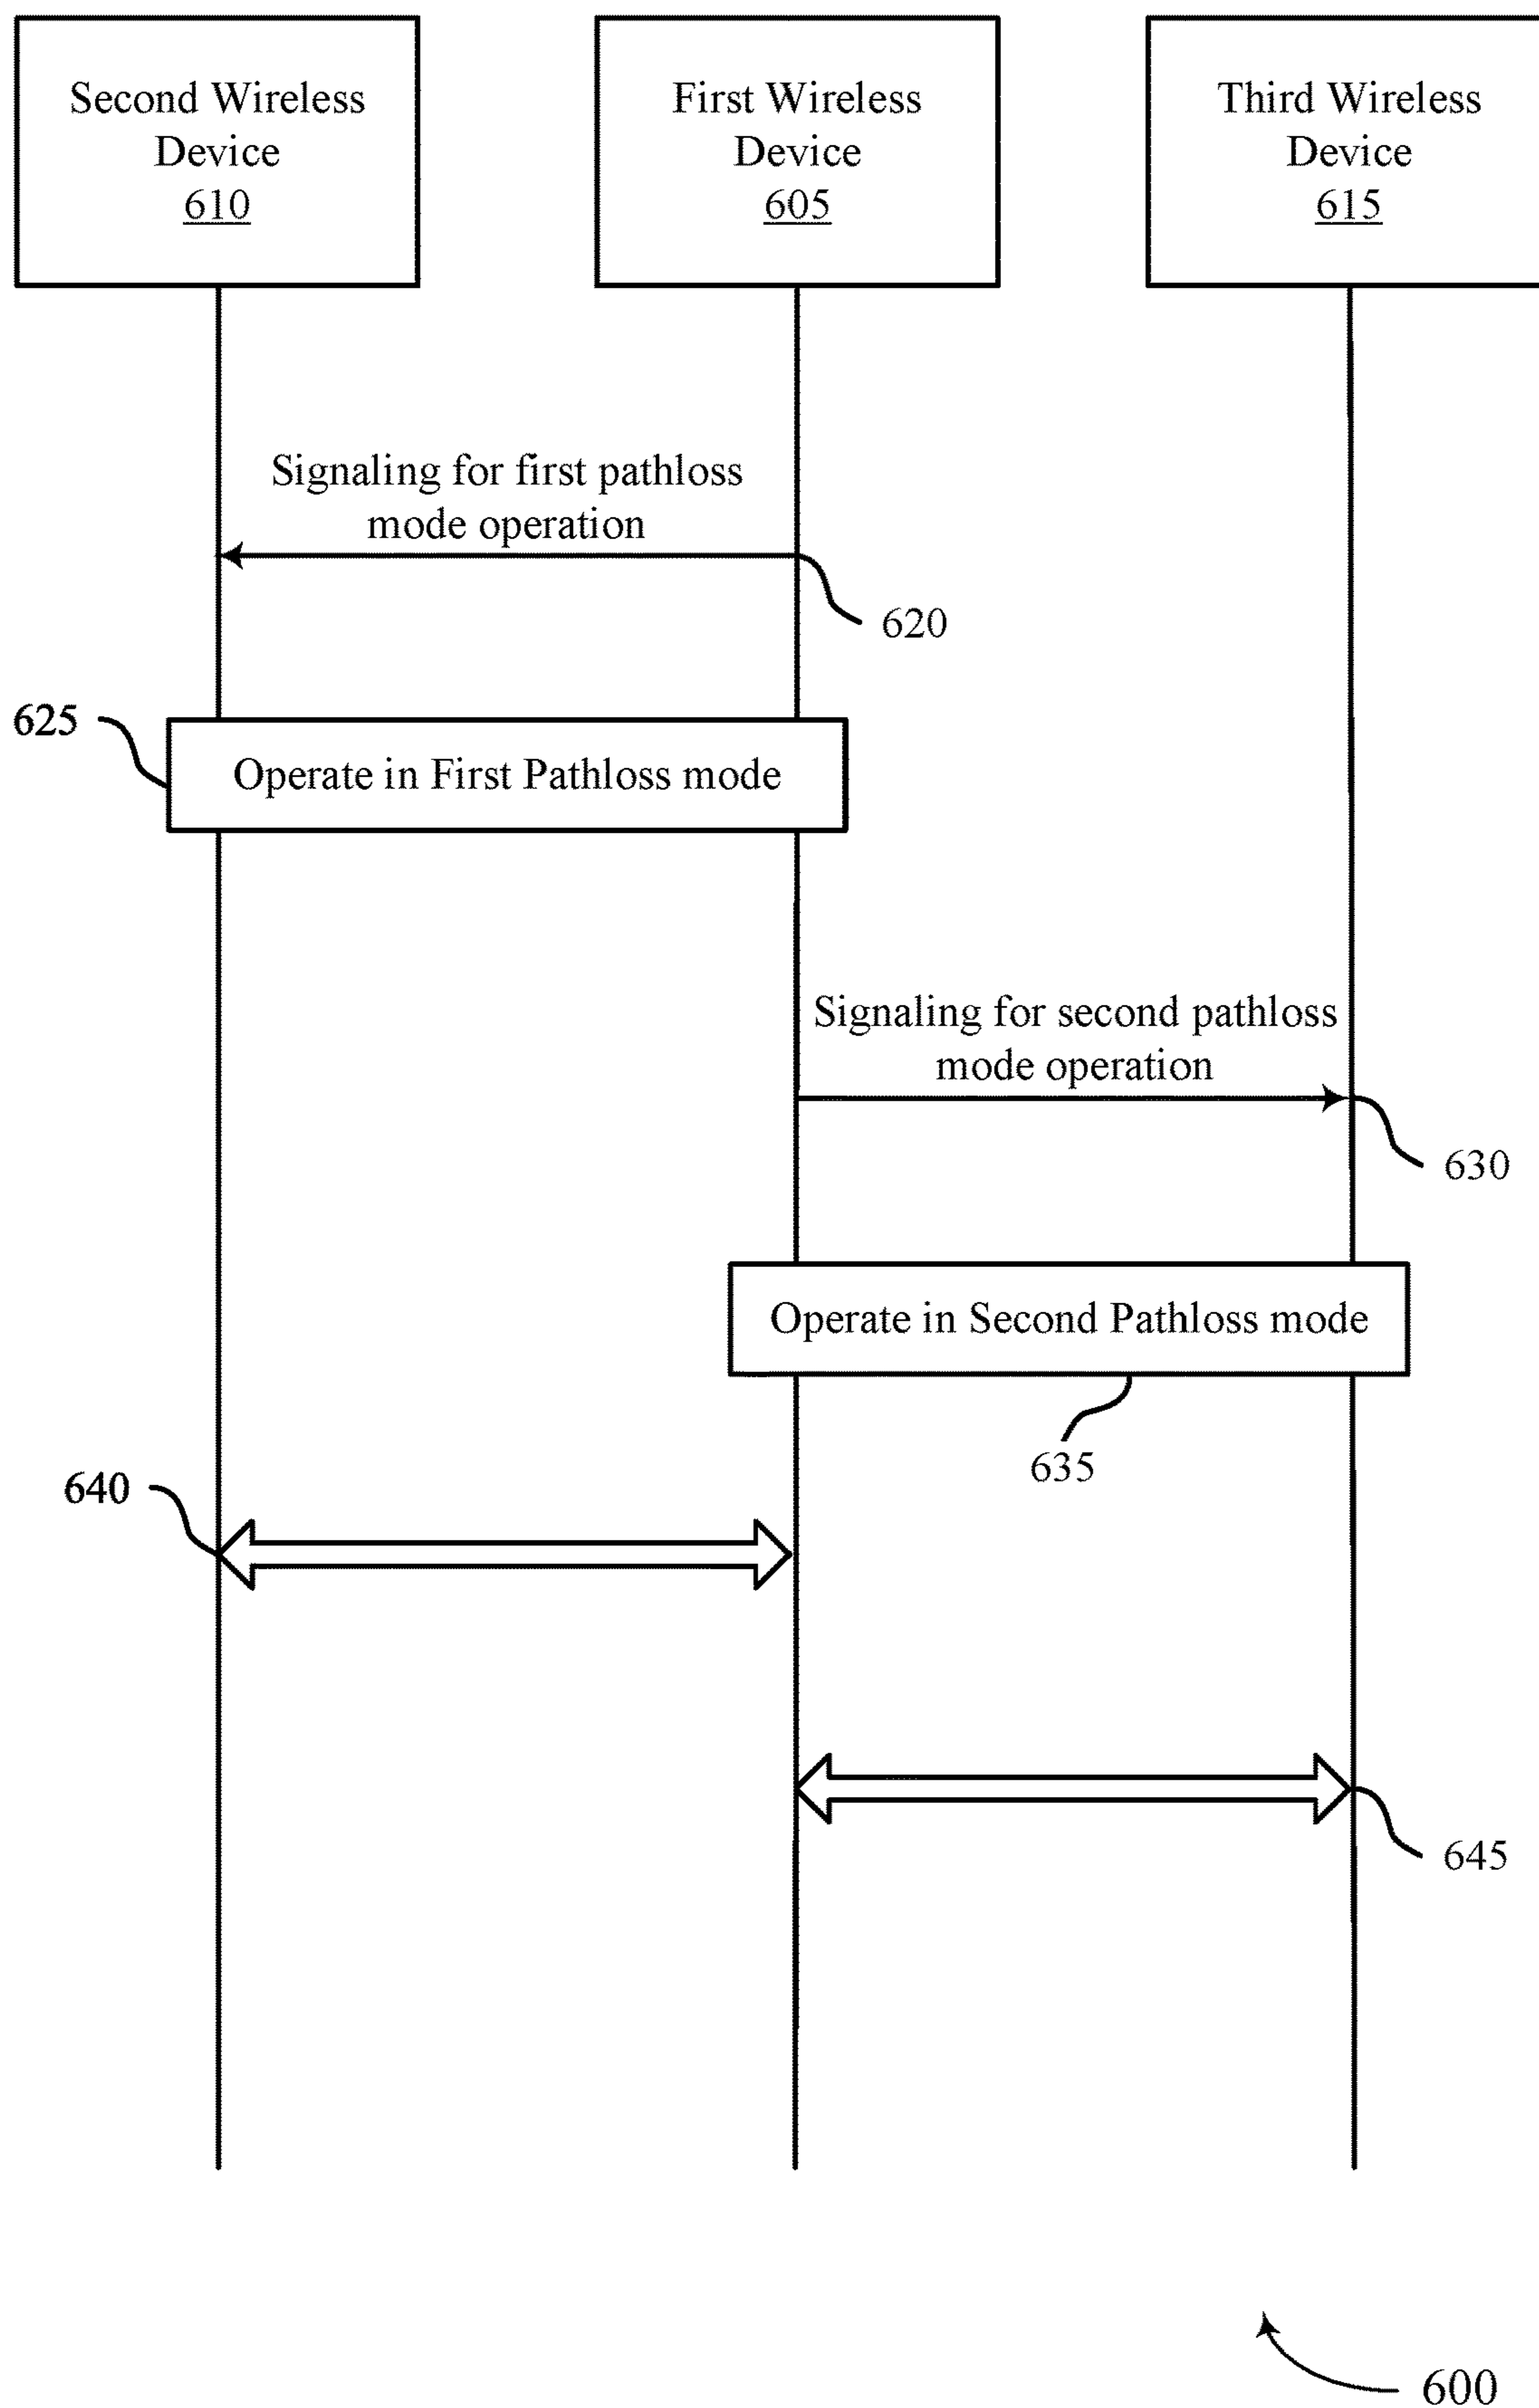 Second Wireless
Device
610
First Wireless
Device
605
Third Wireless
Device
615
Signaling for first pathloss
mode operation
620
625
Operate in First Pathloss mode
Signaling for second pathloss
mode operation
630
Operate in Second Pathloss mode
635
640
645
600